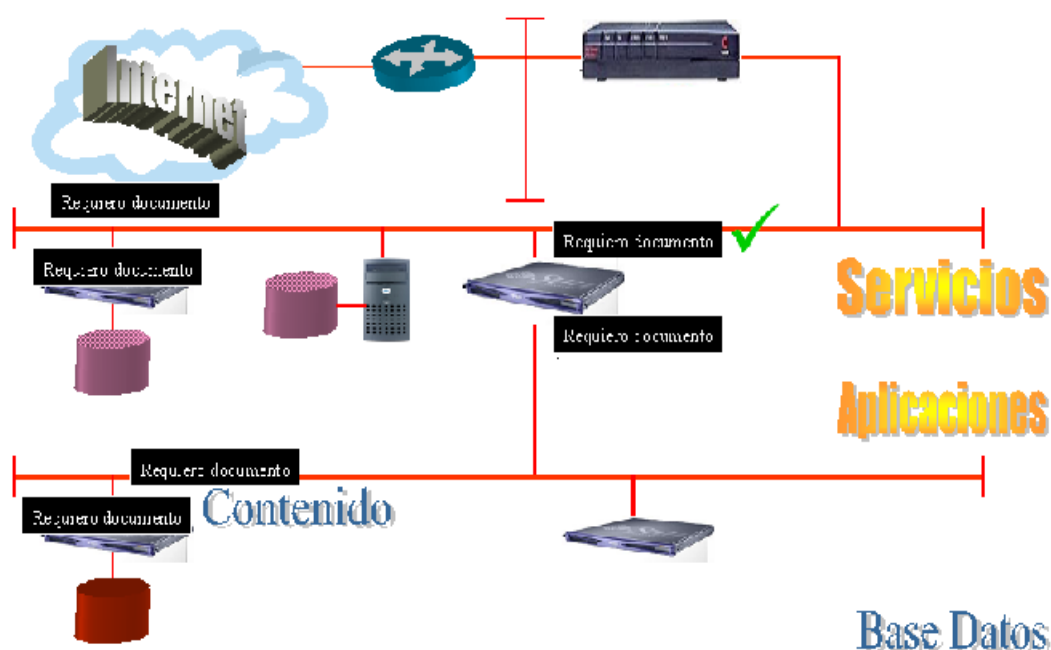 Internet
Requiero documento
Requiero documento
Requiero documento
Servicios
Requiero documento
Aplicaciones
Requiero documento
Contenido
Requiero documento
Base Datos